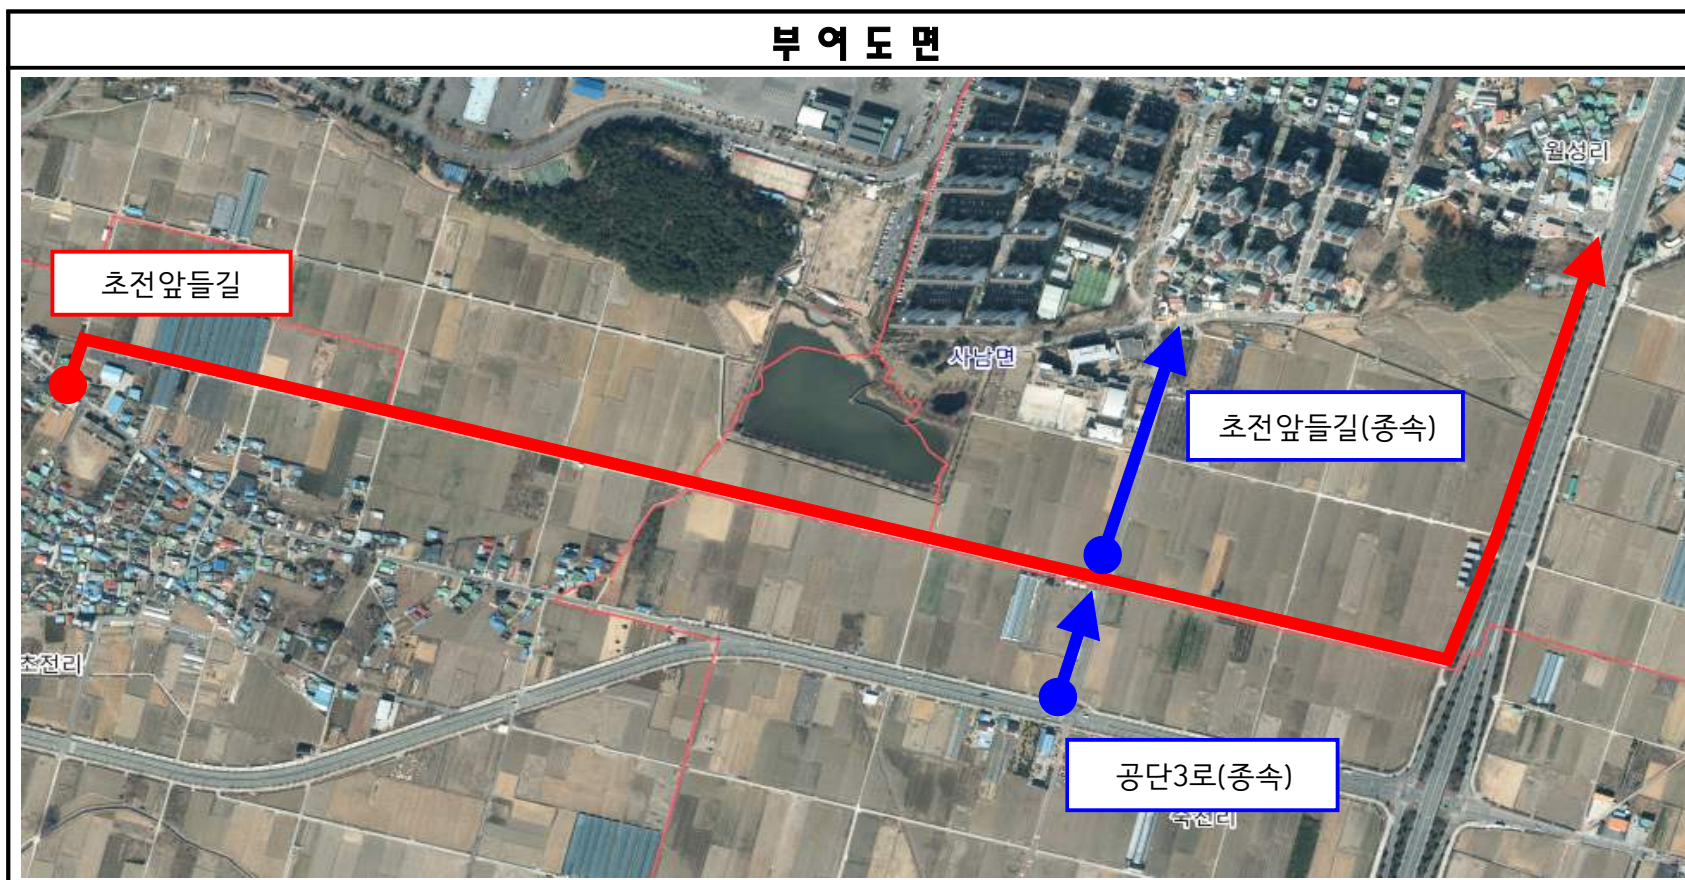 부 여 도 면
월성리
초전앞들길
사남면
초전앞들길(종속)
초전리
공단3로(종속)
죽천리